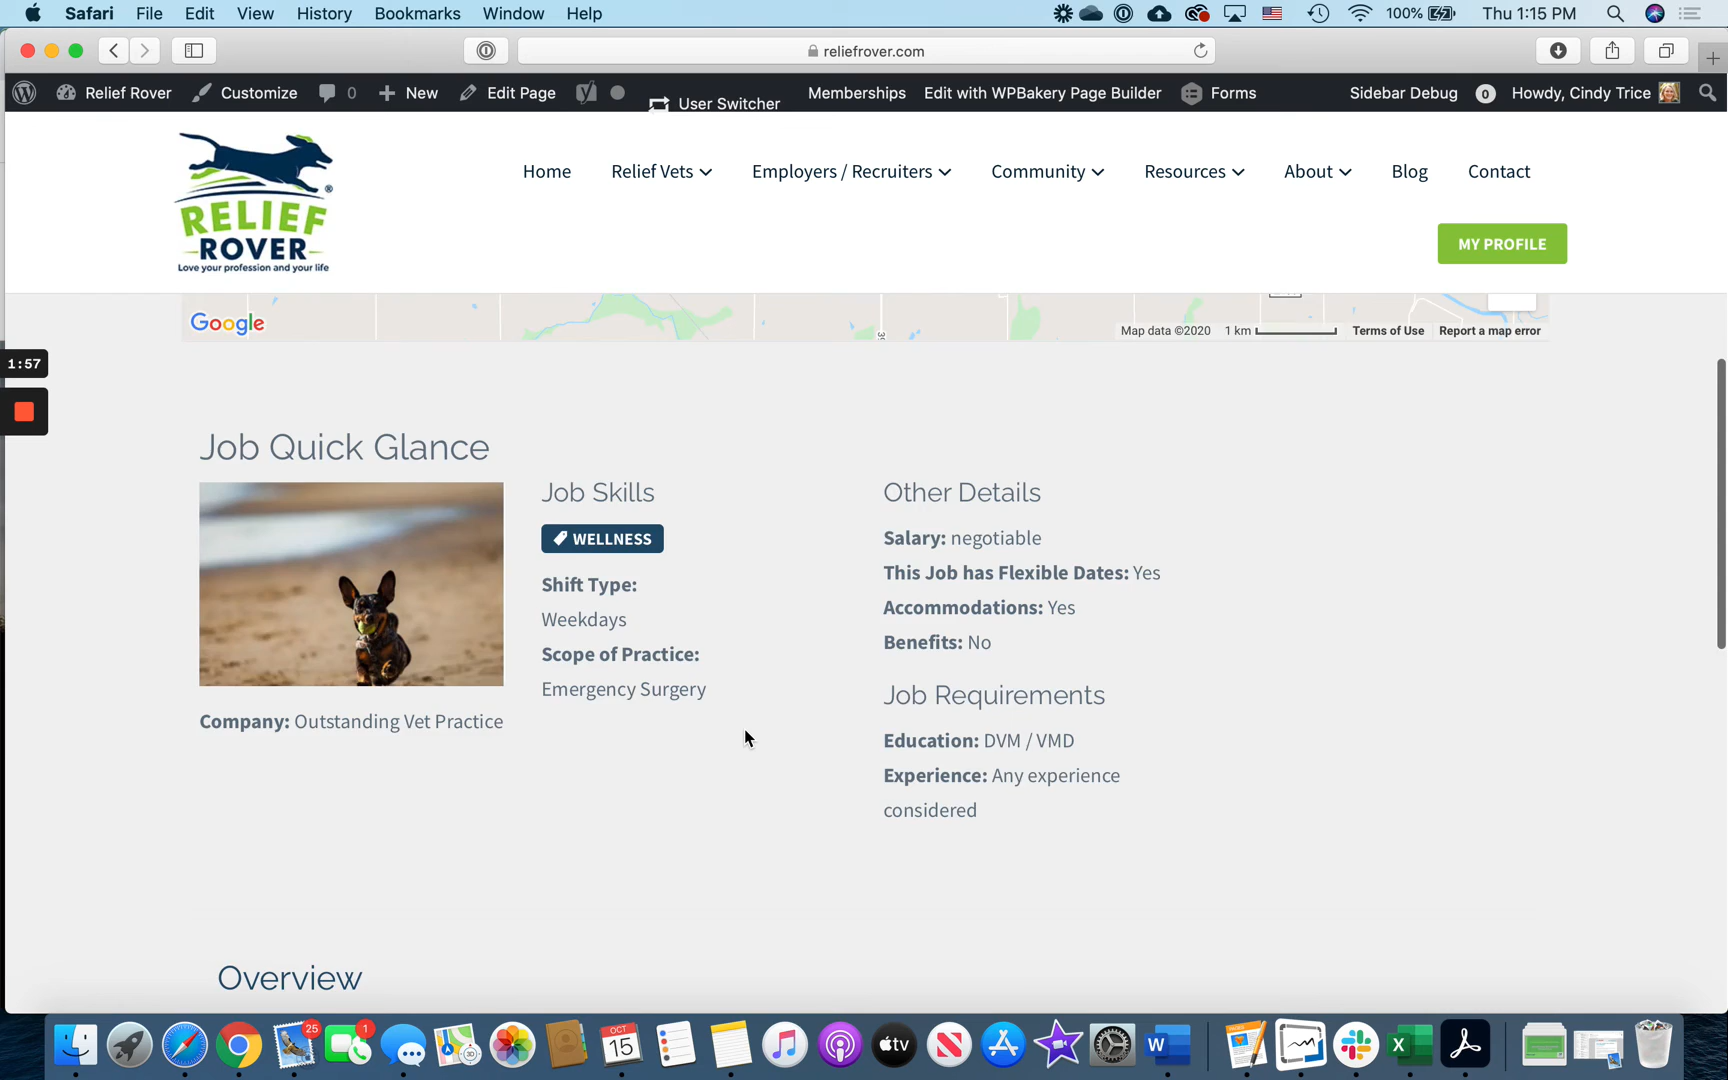 Safari File Edit View History Bookmarks Window Help 100% Thu 1:15 PM
reliefrover.com
Relief Rover Customize 0 New Edit Page User Switcher Memberships Edit with WPBakery Page Builder Forms Sidebar Debug 0 Howdy, Cindy Trice
RELIEF
ROVER
®
Love your profession and your life
Home Relief Vets Employers / Recruiters Community Resources About Blog Contact
MY PROFILE
Google Map data ©2020 1 km Terms of Use Report a map error
1:57
Job Quick Glance
Company: Outstanding Vet Practice
Job Skills
WELLNESS
Shift Type:
Weekdays
Scope of Practice:
Emergency Surgery
Other Details
Salary: negotiable
This Job has Flexible Dates: Yes
Accommodations: Yes
Benefits: No
Job Requirements
Education: DVM / VMD
Experience: Any experience
considered
Overview
25 1 OCT 15 tv W X